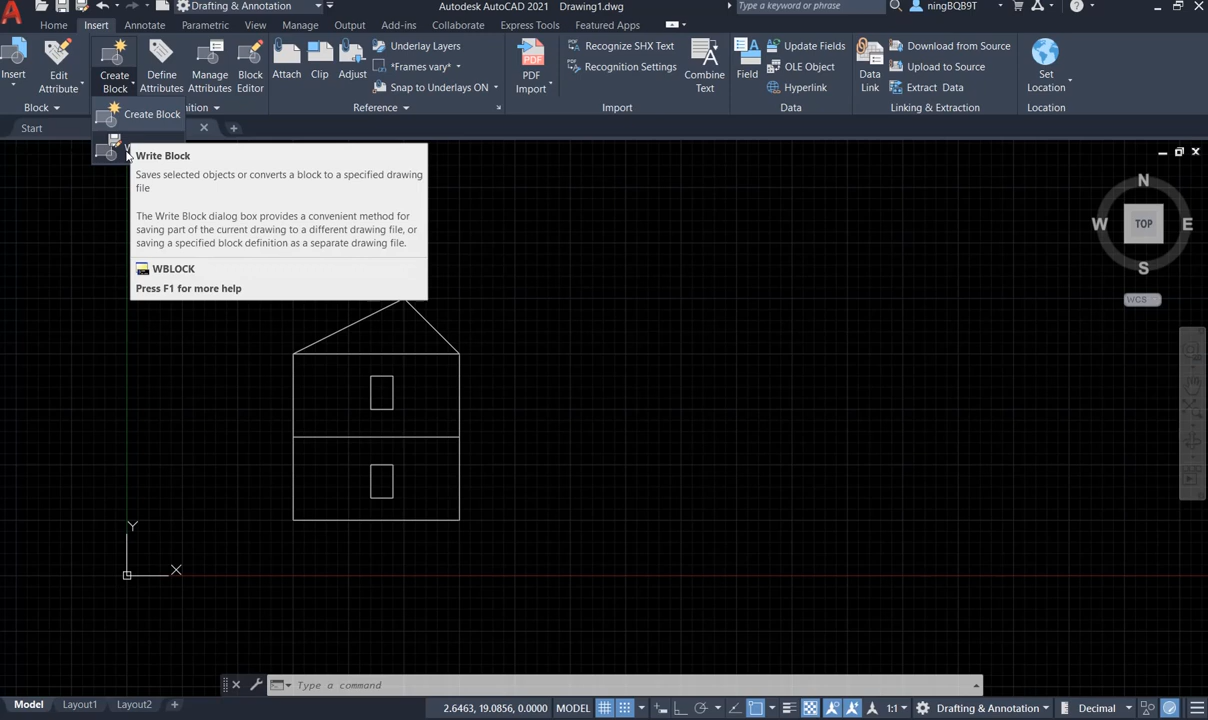 Drafting & Annotation
Autodesk AutoCAD 2021 Drawing1.dwg
Type a keyword or phrase
ningBQB9T
Home Insert Annotate Parametric View Manage Output Add-ins Collaborate Express Tools Featured Apps
Insert
Edit
Attribute
Create
Block
Define
Attributes
Manage
Attributes
Block
Editor
Attach
Clip
Adjust
Underlay Layers
*Frames vary*
Snap to Underlays ON
PDF
Import
Recognize SHX Text
Recognition Settings
Combine
Text
Field
Update Fields
OLE Object
Hyperlink
Data
Link
Download from Source
Upload to Source
Extract Data
Set
Location
Block
Reference
Import
Data
Linking & Extraction
Location
Start
Create Block
Write Block
Saves selected objects or converts a block to a specified drawing
file
The Write Block dialog box provides a convenient method for
saving part of the current drawing to a different drawing file, or
saving a specified block definition as a separate drawing file.
WBLOCK
Press F1 for more help
N
W TOP E
S
WCS
Y
X
Type a command
Model Layout1 Layout2
2.6463, 19.0856, 0.0000 MODEL
1:1
Drafting & Annotation
Decimal